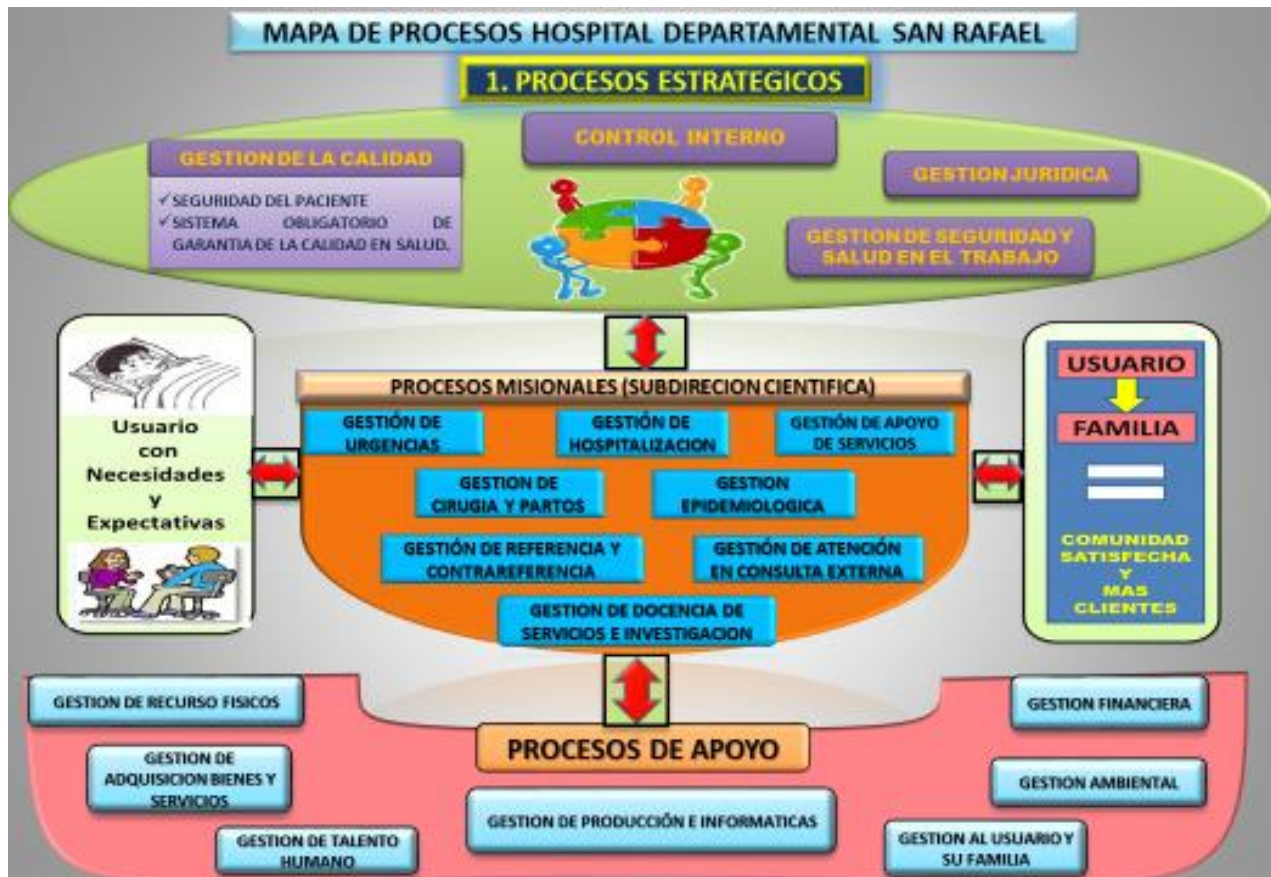 MAPA DE PROCESOS HOSPITAL DEPARTAMENTAL SAN RAFAEL
1. PROCESOS ESTRATEGICOS
CONTROL INTERNO
GESTION DE LA CALIDAD
✓SEGURIDAD DEL PACIENTE
✓SISTEMA OBLIGATORIO DE
GARANTIA DE LA CALIDAD EN SALUD.
GESTION JURIDICA
GESTION DE SEGURIDAD Y
SALUD EN EL TRABAJO
Usuario
con
Necesidades
y
Expectativas
PROCESOS MISIONALES (SUBDIRECION CIENTIFICA)
GESTIÓN DE
URGENCIAS
GESTIÓN DE
HOSPITALIZACION
GESTIÓN DE APOYO
DE SERVICIOS
GESTION DE
CIRUGIA Y PARTOS
GESTION
EPIDEMIOLOGICA
GESTIÓN DE REFERENCIA Y
CONTRAREFERENCIA
GESTIÓN DE ATENCIÓN
EN CONSULTA EXTERNA
GESTION DE DOCENCIA DE
SERVICIOS E INVESTIGACION
USUARIO
FAMILIA
COMUNIDAD
SATISFECHA
Y
MAS
CLIENTES
PROCESOS DE APOYO
GESTION DE RECURSO FISICOS
GESTION DE
ADQUISICION BIENES Y
SERVICIOS
GESTION DE TALENTO
HUMANO
GESTION DE PRODUCCIÓN E INFORMATICAS
GESTION FINANCIERA
GESTION AMBIENTAL
GESTION AL USUARIO Y
SU FAMILIA